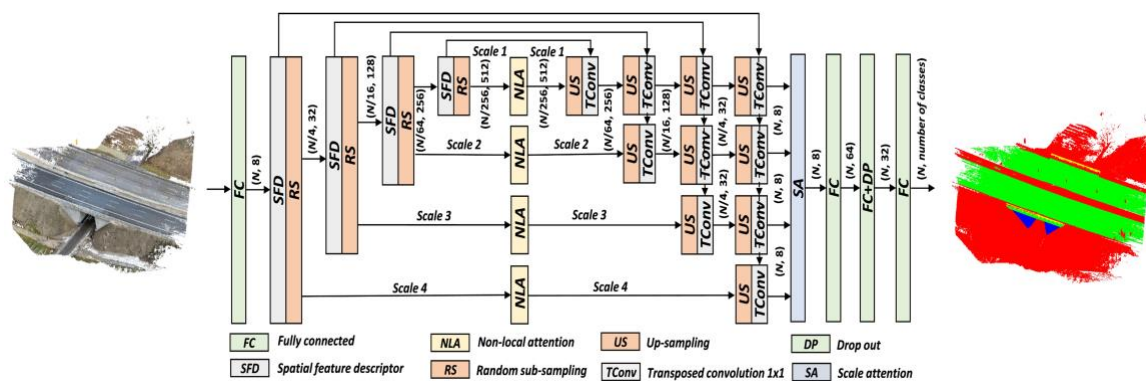 Scale 1 Scale 1
FC
(N, 8)
SFD RS
(N/4, 32)
SFD RS
(N/16, 128)
SFD RS
(N/64, 256)
SFD RS
(N/256, 512)
NLA
(N/256, 512)
US TConv
(N/64, 256)
US TConv
(N/16, 128)
US TConv
(N/4, 32)
US TConv
(N, 8)
Scale 2
NLA
Scale 2
US TConv
US TConv
(N/4, 32)
US TConv
(N, 8)
Scale 3
NLA
Scale 3
US TConv
US TConv
(N, 8)
Scale 4
NLA
Scale 4
US TConv
SA
(N, 8)
FC
(N, 64)
FC+DP
(N, 32)
FC
(N, number of classes)
FC Fully connected NLA Non-local attention US Up-sampling DP Drop out
SFD Spatial feature descriptor RS Random sub-sampling TConv Transposed convolution 1x1 SA Scale attention